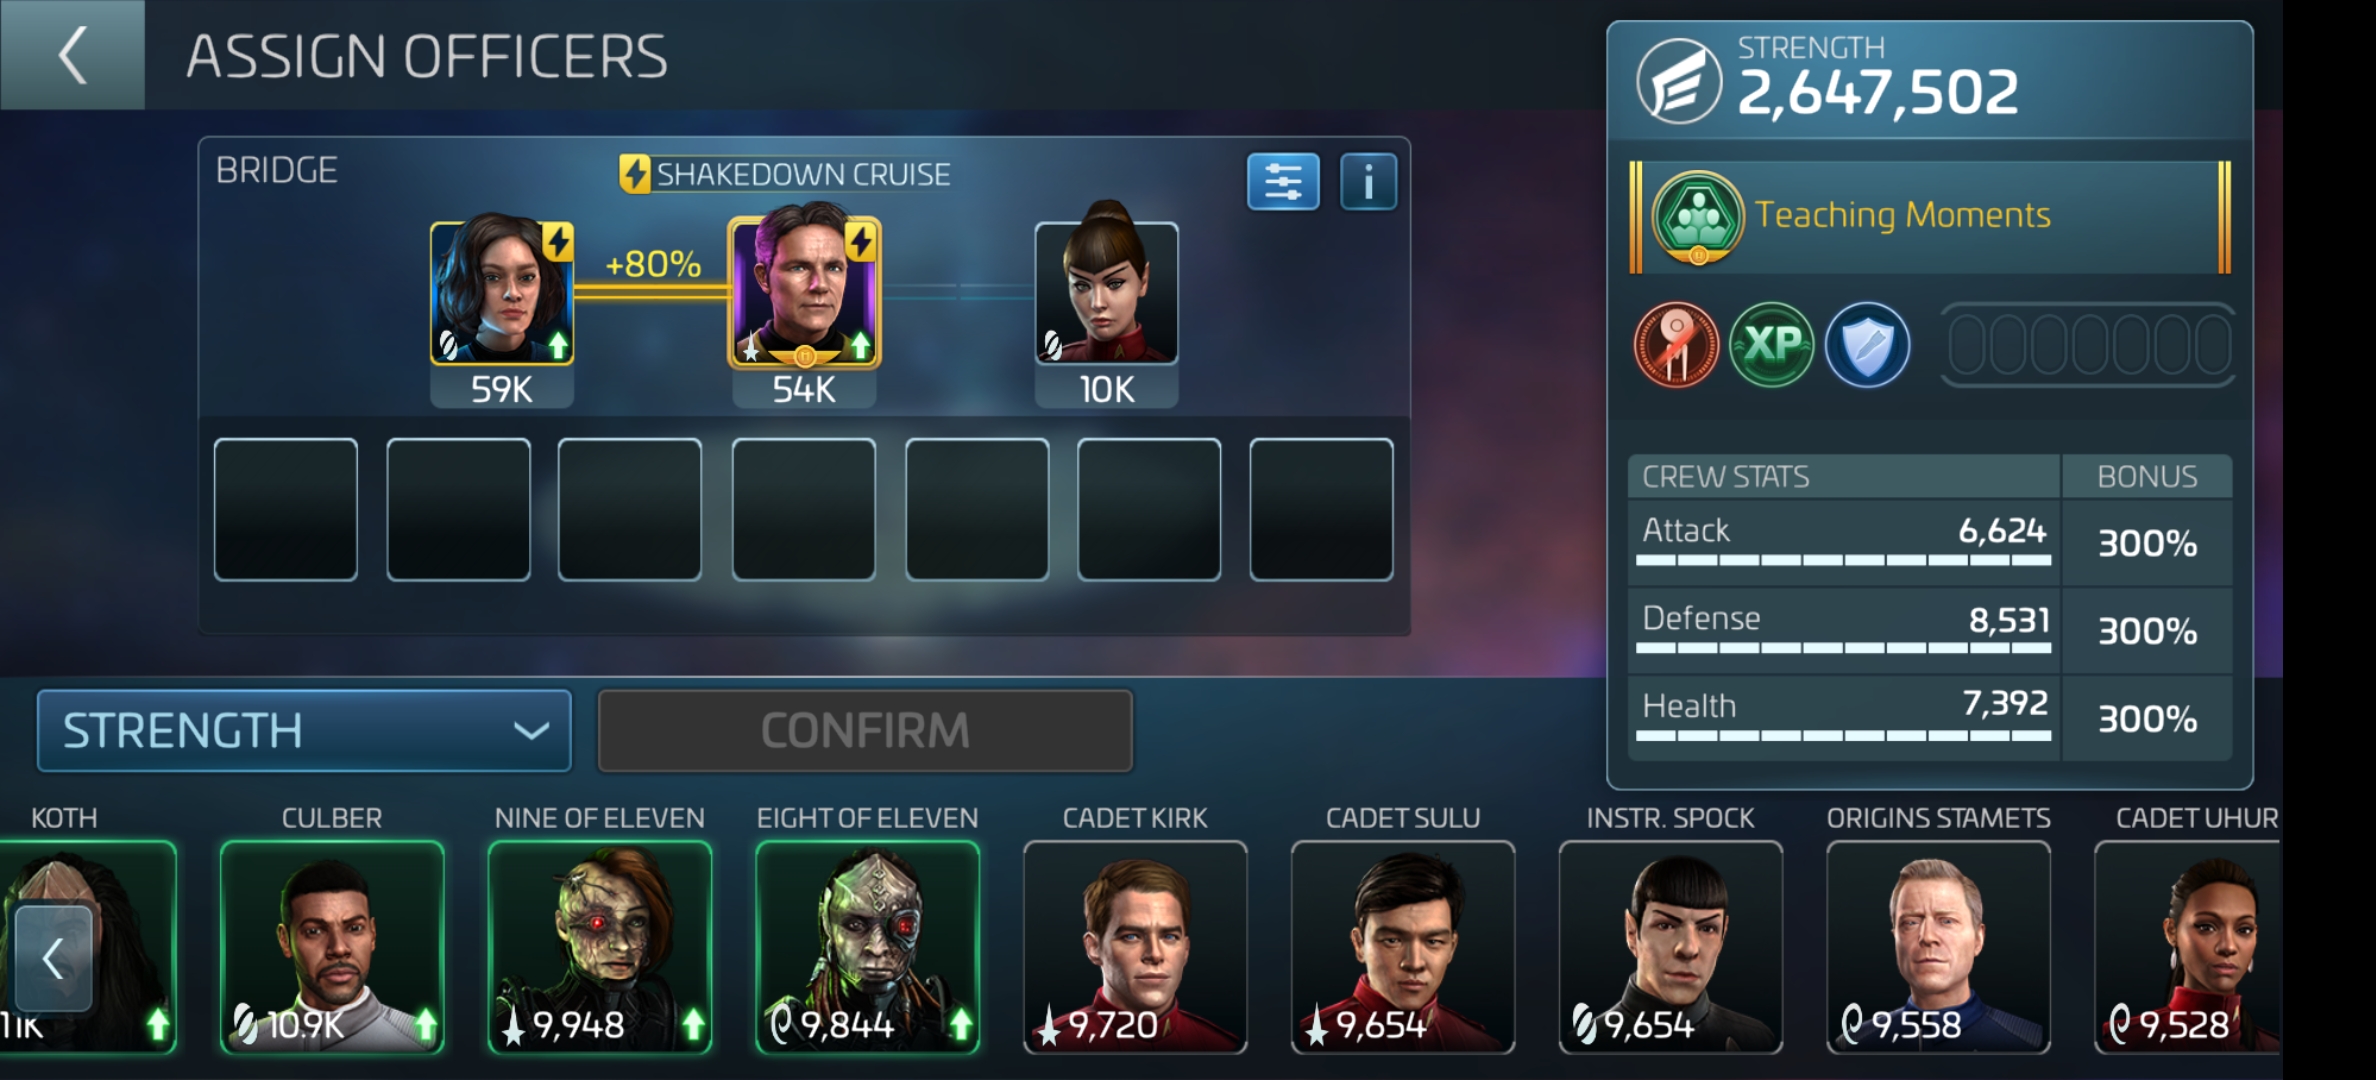 ASSIGN OFFICERS
STRENGTH
2,647,502
BRIDGE
SHAKEDOWN CRUISE
i
Teaching Moments
+80%
59K
54K
10K
XP
CREW STATS BONUS
Attack 6,624 300%
Defense 8,531 300%
Health 7,392 300%
STRENGTH
CONFIRM
KOTH CULBER NINE OF ELEVEN EIGHT OF ELEVEN CADET KIRK CADET SULU INSTR. SPOCK ORIGINS STAMETS CADET UHUR
11K 10.9K 9,948 9,844 9,720 9,654 9,654 9,558 9,528